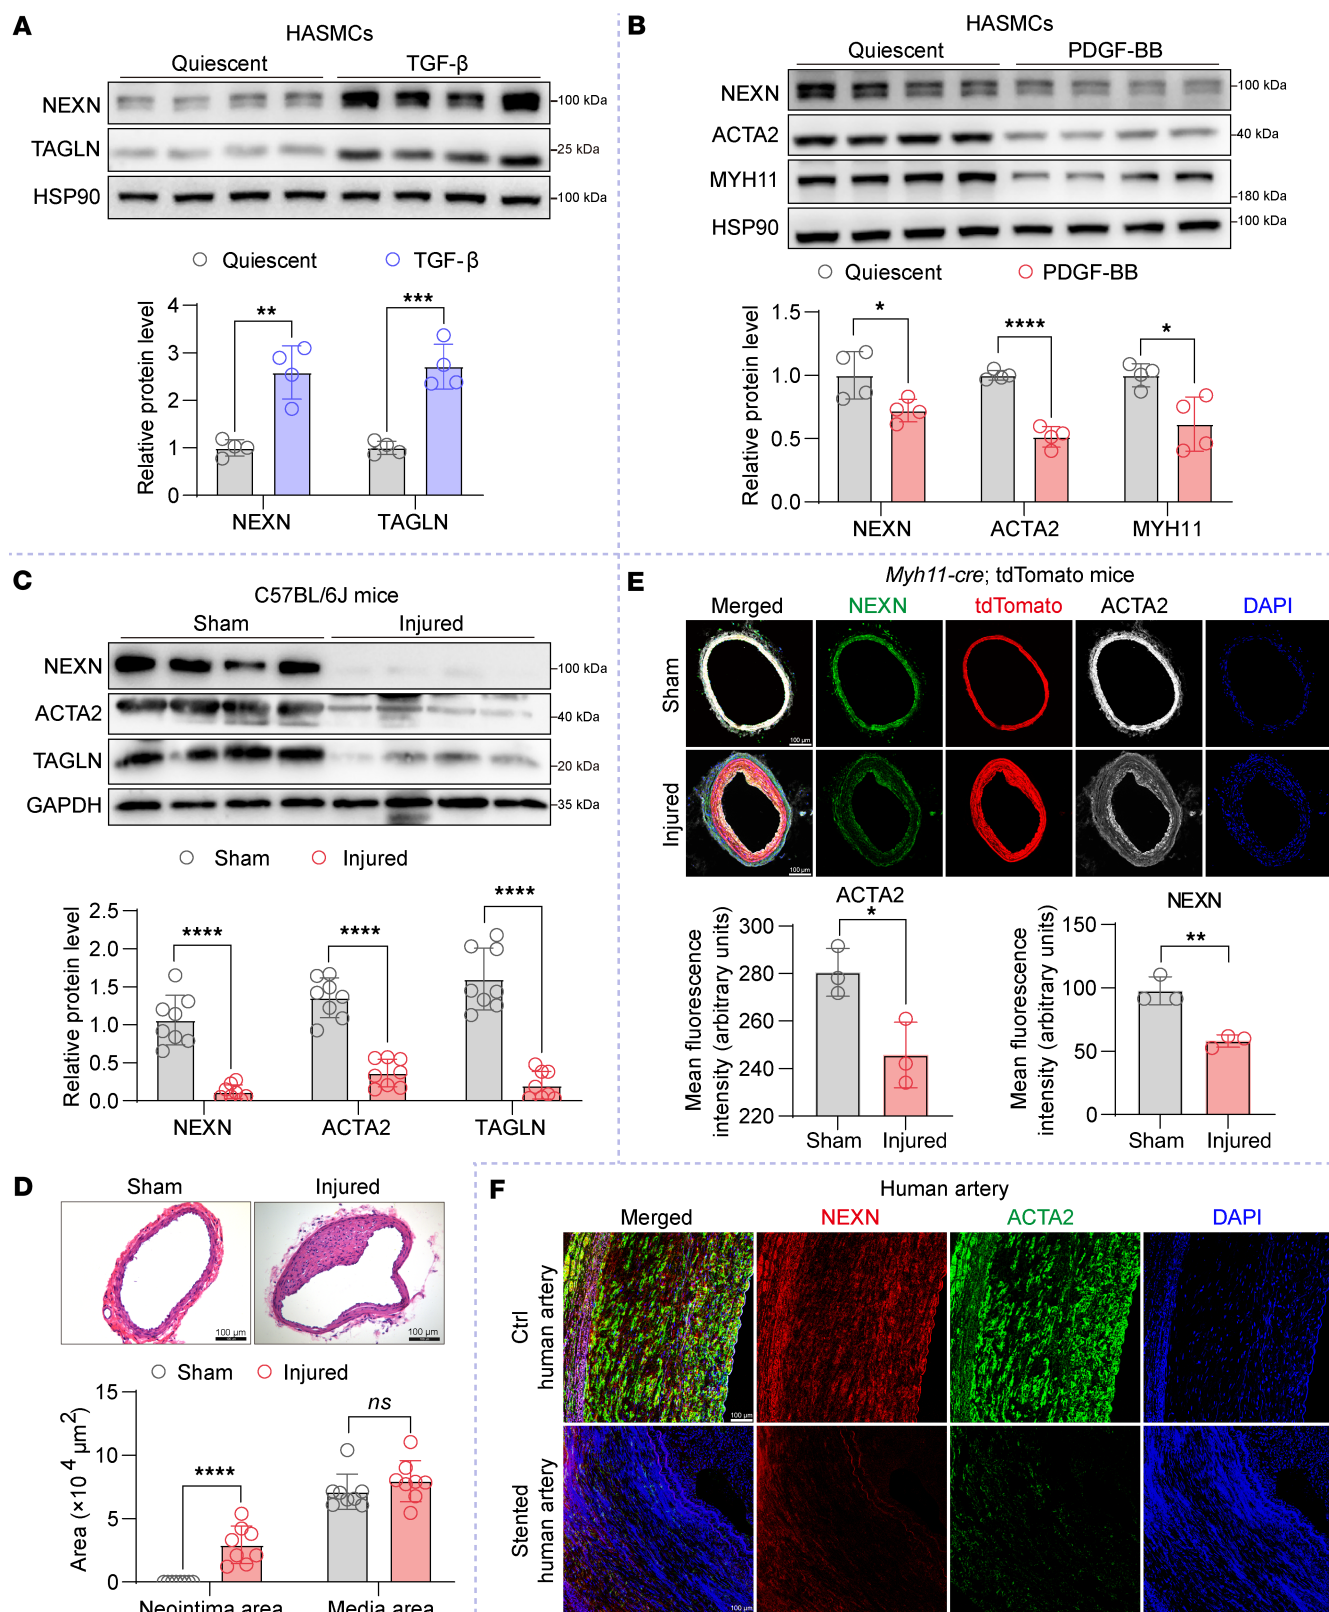 A
HASMCs
Quiescent TGF-β
NEXN
100 kDa
TAGLN
25 kDa
HSP90
100 kDa
Quiescent TGF-β
Relative protein level
4
3
2
1
0
** ***
NEXN TAGLN
B
HASMCs
Quiescent PDGF-BB
NEXN
100 kDa
ACTA2
40 kDa
MYH11
180 kDa
HSP90
100 kDa
Quiescent PDGF-BB
Relative protein level
1.5
1.0
0.5
0.0
* **** *
NEXN ACTA2 MYH11
C
C57BL/6J mice
Sham Injured
NEXN
100 kDa
ACTA2
40 kDa
TAGLN
20 kDa
GAPDH
35 kDa
Sham Injured
Relative protein level
2.5
2.0
1.5
1.0
0.5
0.0
**** **** ****
NEXN ACTA2 TAGLN
E
Myh11-cre; tdTomato mice
Merged NEXN tdTomato ACTA2 DAPI
Sham
100 µm
Injured
100 µm
ACTA2
Mean fluorescence
intensity (arbitrary units)
300
280
260
240
220
*
Sham Injured
NEXN
Mean fluorescence
intensity (arbitrary units)
150
100
50
0
**
Sham Injured
D
Sham Injured
100 µm
100 µm
Sham Injured
Area (×10⁴ µm²)
15
10
5
0
**** ns
Neointima area Media area
F
Human artery
Merged NEXN ACTA2 DAPI
Ctrl
human artery
100 µm
Stented
human artery
100 µm